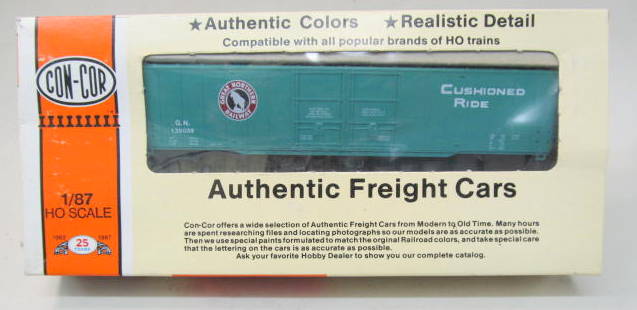 ★Authentic Colors ★Realistic Detail
Compatible with all popular brands of HO trains
CON-COR
GREAT NORTHERN
RAILWAY
CUSHIONED
RIDE
G.N.
1/87
HO SCALE
25
YEARS
Authentic Freight Cars
Con-Cor offers a wide selection of Authentic Freight Cars from Modern to Old Time. Many hours
are spent researching files and locating photographs so our models are as accurate as possible.
Then we use special paints formulated to match the orginal Railroad colors, and take special care
that the lettering on the cars is as accurate as possible.
Ask your favorite Hobby Dealer to show you our complete catalog.